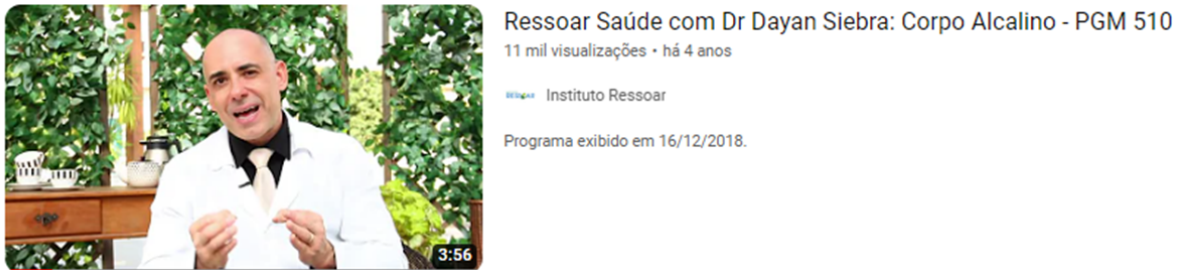 Ressoar Saúde com Dr Dayan Siebra: Corpo Alcalino - PGM 510
11 mil visualizações • há 4 anos
Instituto Ressoar
Programa exibido em 16/12/2018.
3:56